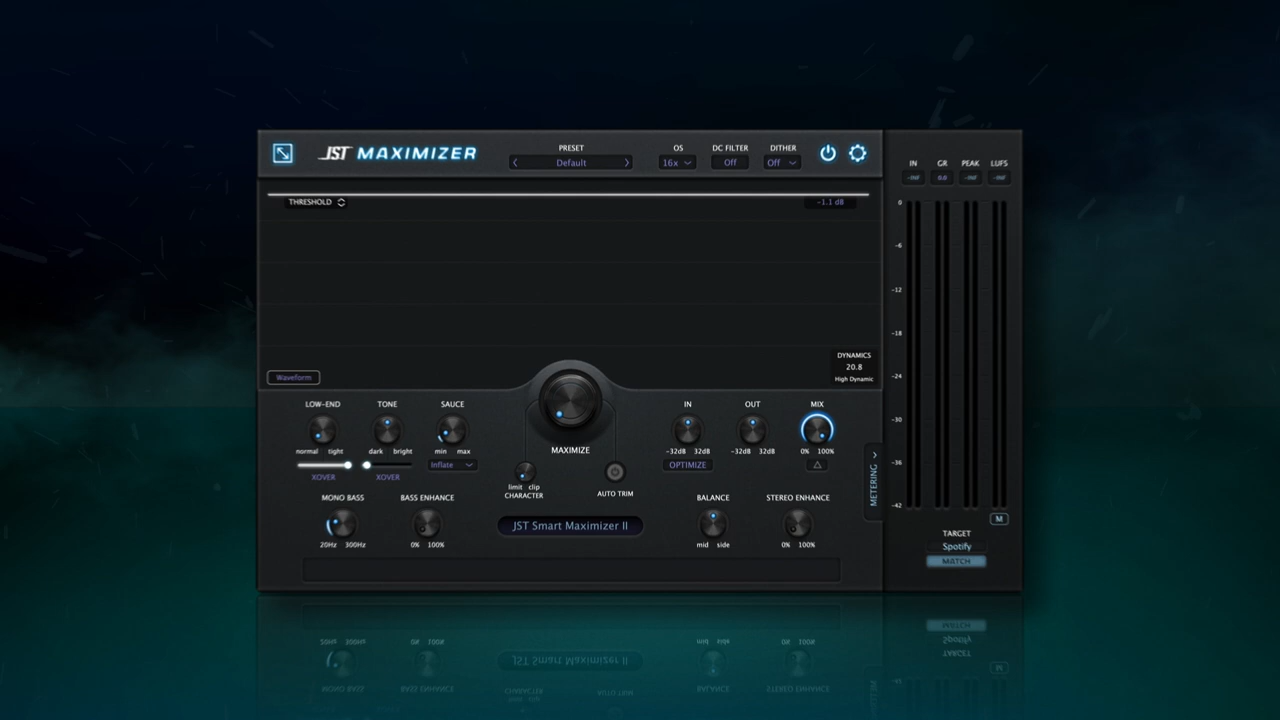 JST MAXIMIZER
PRESET
Default
OS
16x
DC FILTER
Off
DITHER
Off
IN GR PEAK LUFS
-INF 0.0 -INF -INF
THRESHOLD
-1.1 dB
0
-6
-12
-18
-24
-30
-36
-42
DYNAMICS
20.8
High Dynamic
Waveform
LOW-END
normal tight
XOVER
TONE
dark bright
XOVER
SAUCE
min max
Inflate
MAXIMIZE
limit clip
CHARACTER
AUTO TRIM
IN
-32dB 32dB
OPTIMIZE
OUT
-32dB 32dB
MIX
0% 100%
METERING
MONO BASS
20Hz 300Hz
BASS ENHANCE
0% 100%
JST Smart Maximizer II
BALANCE
mid side
STEREO ENHANCE
0% 100%
M
TARGET
Spotify
MATCH